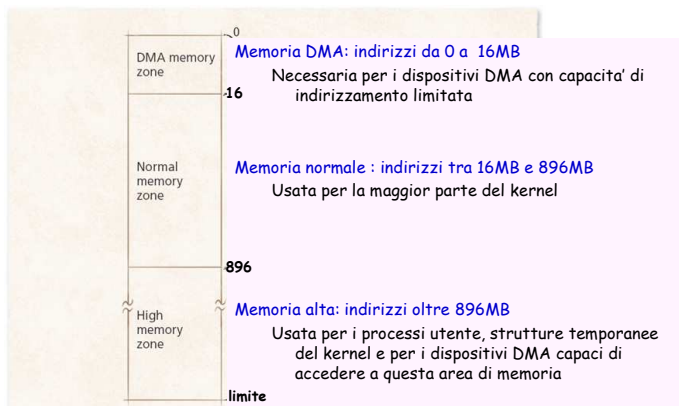 0
DMA memory
zone
Memoria DMA: indirizzi da 0 a 16MB
Necessaria per i dispositivi DMA con capacita' di
indirizzamento limitata
16
Normal
memory
zone
Memoria normale : indirizzi tra 16MB e 896MB
Usata per la maggior parte del kernel
896
High
memory
zone
Memoria alta: indirizzi oltre 896MB
Usata per i processi utente, strutture temporanee
del kernel e per i dispositivi DMA capaci di
accedere a questa area di memoria
limite